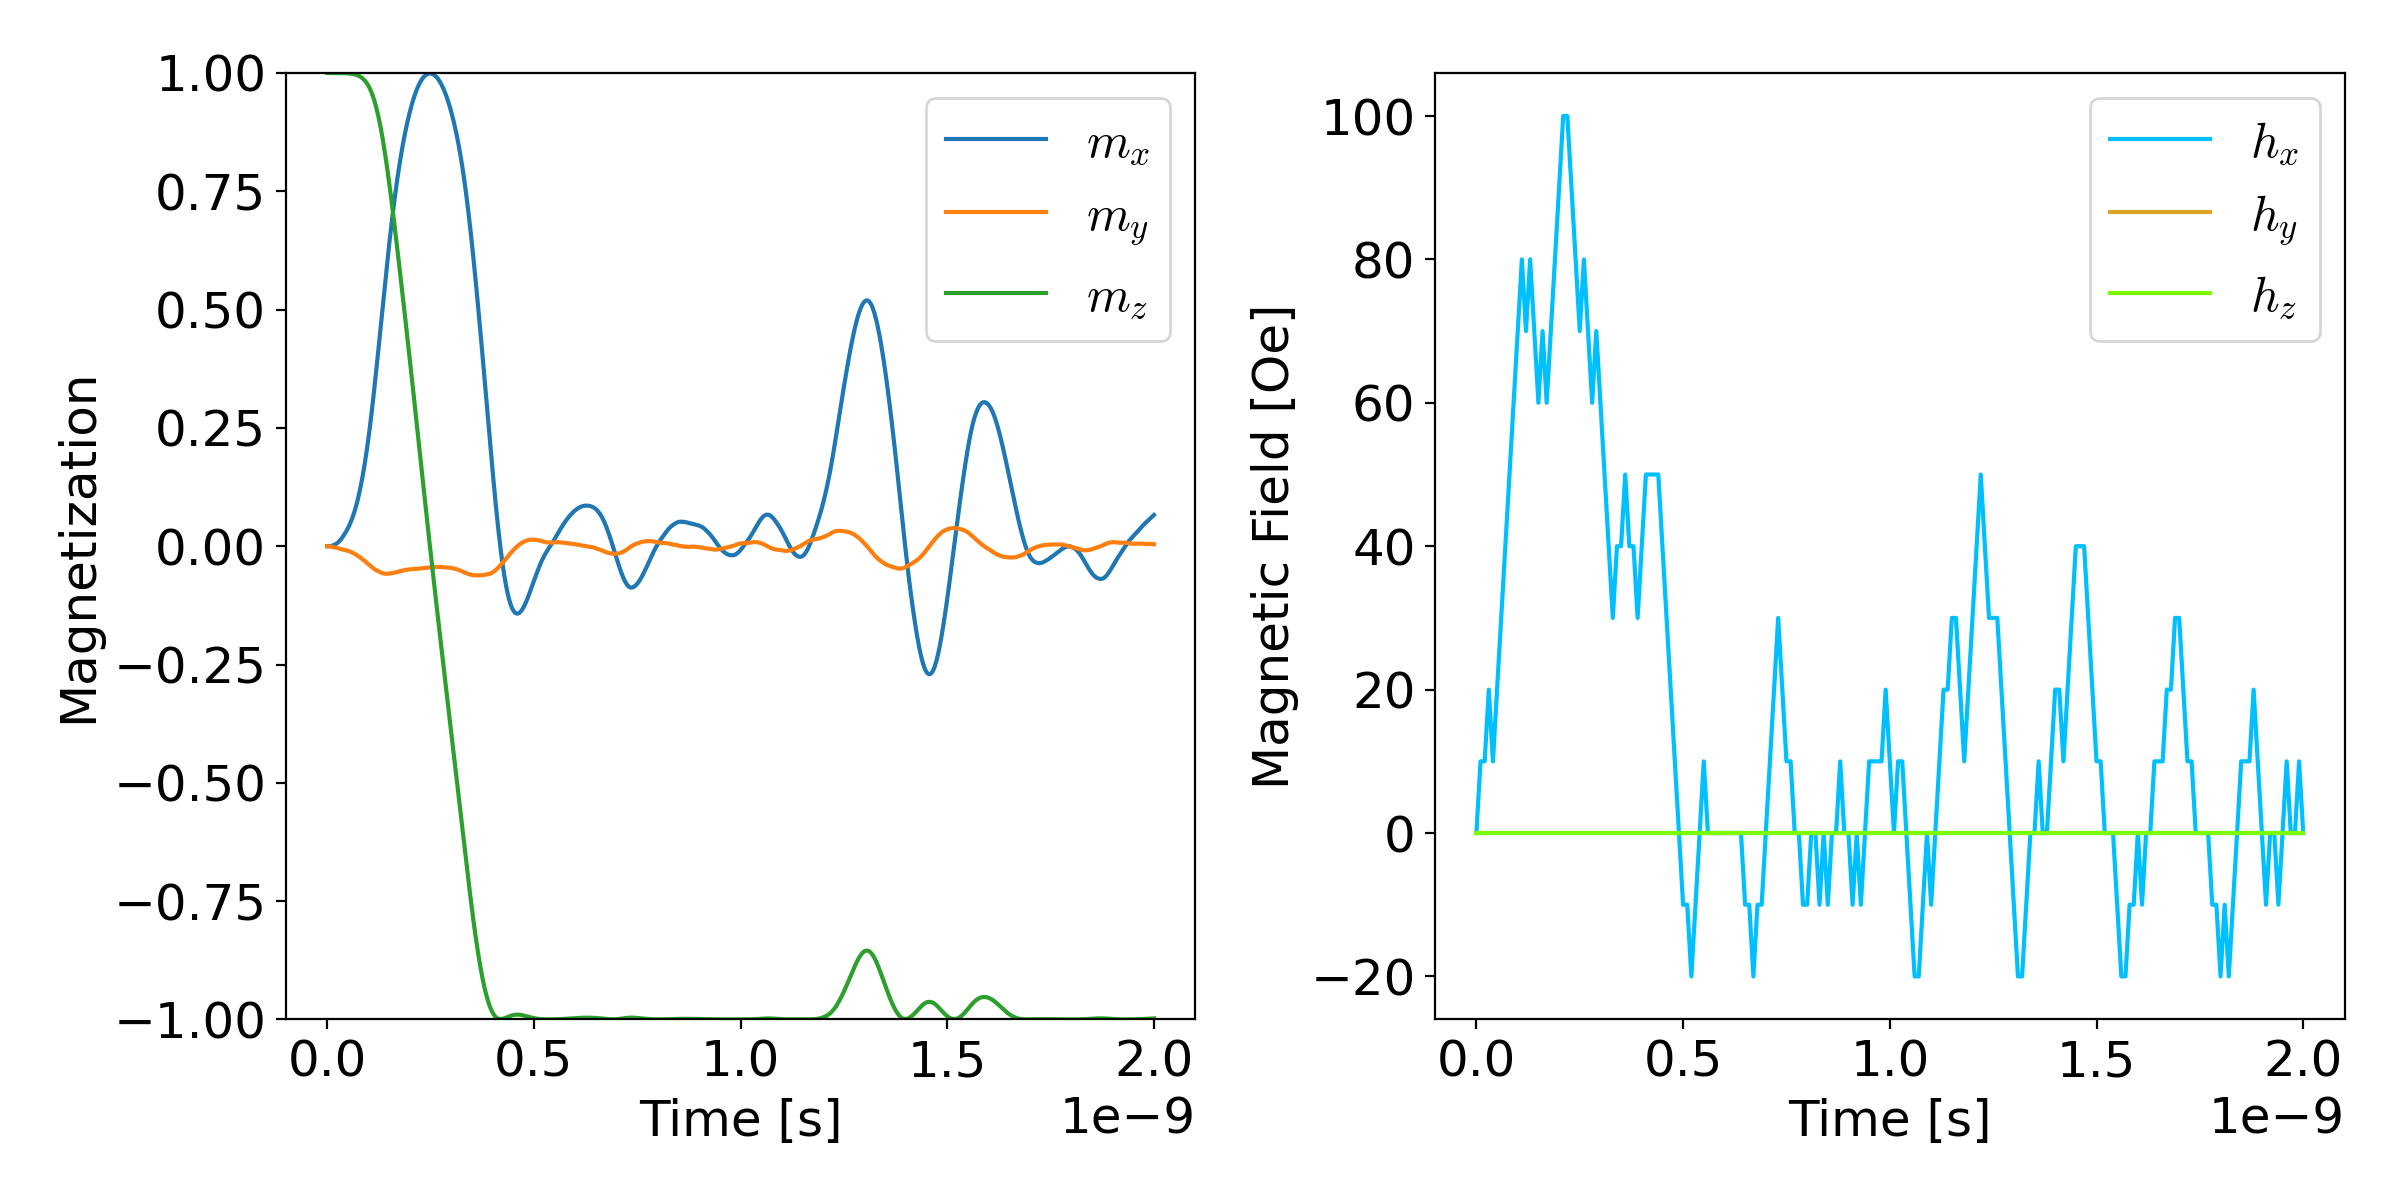 Magnetization
1.00
0.75
0.50
0.25
0.00
−0.25
−0.50
−0.75
−1.00
0.0 0.5 1.0 1.5 2.0
Time [s]
1e−9
m_x
m_y
m_z
Magnetic Field [Oe]
100
80
60
40
20
0
−20
0.0 0.5 1.0 1.5 2.0
Time [s]
1e−9
h_x
h_y
h_z